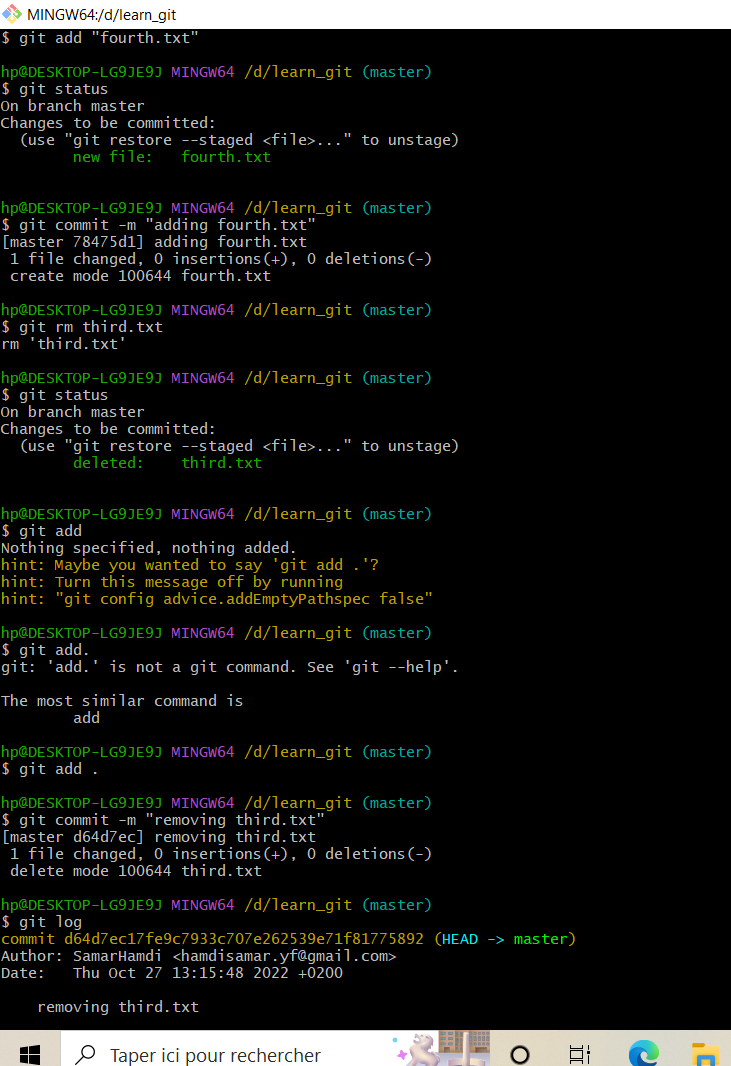 MINGW64:/d/learn_git
$ git add "fourth.txt"
hp@DESKTOP-LG9JE9J MINGW64 /d/learn_git (master)
$ git status
On branch master
Changes to be committed:
  (use "git restore --staged <file>..." to unstage)
        new file:   fourth.txt
hp@DESKTOP-LG9JE9J MINGW64 /d/learn_git (master)
$ git commit -m "adding fourth.txt"
[master 78475d1] adding fourth.txt
 1 file changed, 0 insertions(+), 0 deletions(-)
 create mode 100644 fourth.txt
hp@DESKTOP-LG9JE9J MINGW64 /d/learn_git (master)
$ git rm third.txt
rm 'third.txt'
hp@DESKTOP-LG9JE9J MINGW64 /d/learn_git (master)
$ git status
On branch master
Changes to be committed:
  (use "git restore --staged <file>..." to unstage)
        deleted:    third.txt
hp@DESKTOP-LG9JE9J MINGW64 /d/learn_git (master)
$ git add
Nothing specified, nothing added.
hint: Maybe you wanted to say 'git add .'?
hint: Turn this message off by running
hint: "git config advice.addEmptyPathspec false"
hp@DESKTOP-LG9JE9J MINGW64 /d/learn_git (master)
$ git add.
git: 'add.' is not a git command. See 'git --help'.
The most similar command is
        add
hp@DESKTOP-LG9JE9J MINGW64 /d/learn_git (master)
$ git add .
hp@DESKTOP-LG9JE9J MINGW64 /d/learn_git (master)
$ git commit -m "removing third.txt"
[master d64d7ec] removing third.txt
 1 file changed, 0 insertions(+), 0 deletions(-)
 delete mode 100644 third.txt
hp@DESKTOP-LG9JE9J MINGW64 /d/learn_git (master)
$ git log
commit d64d7ec17fe9c7933c707e262539e71f81775892 (HEAD -> master)
Author: SamarHamdi <hamdisamar.yf@gmail.com>
Date:   Thu Oct 27 13:15:48 2022 +0200
    removing third.txt
Taper ici pour rechercher